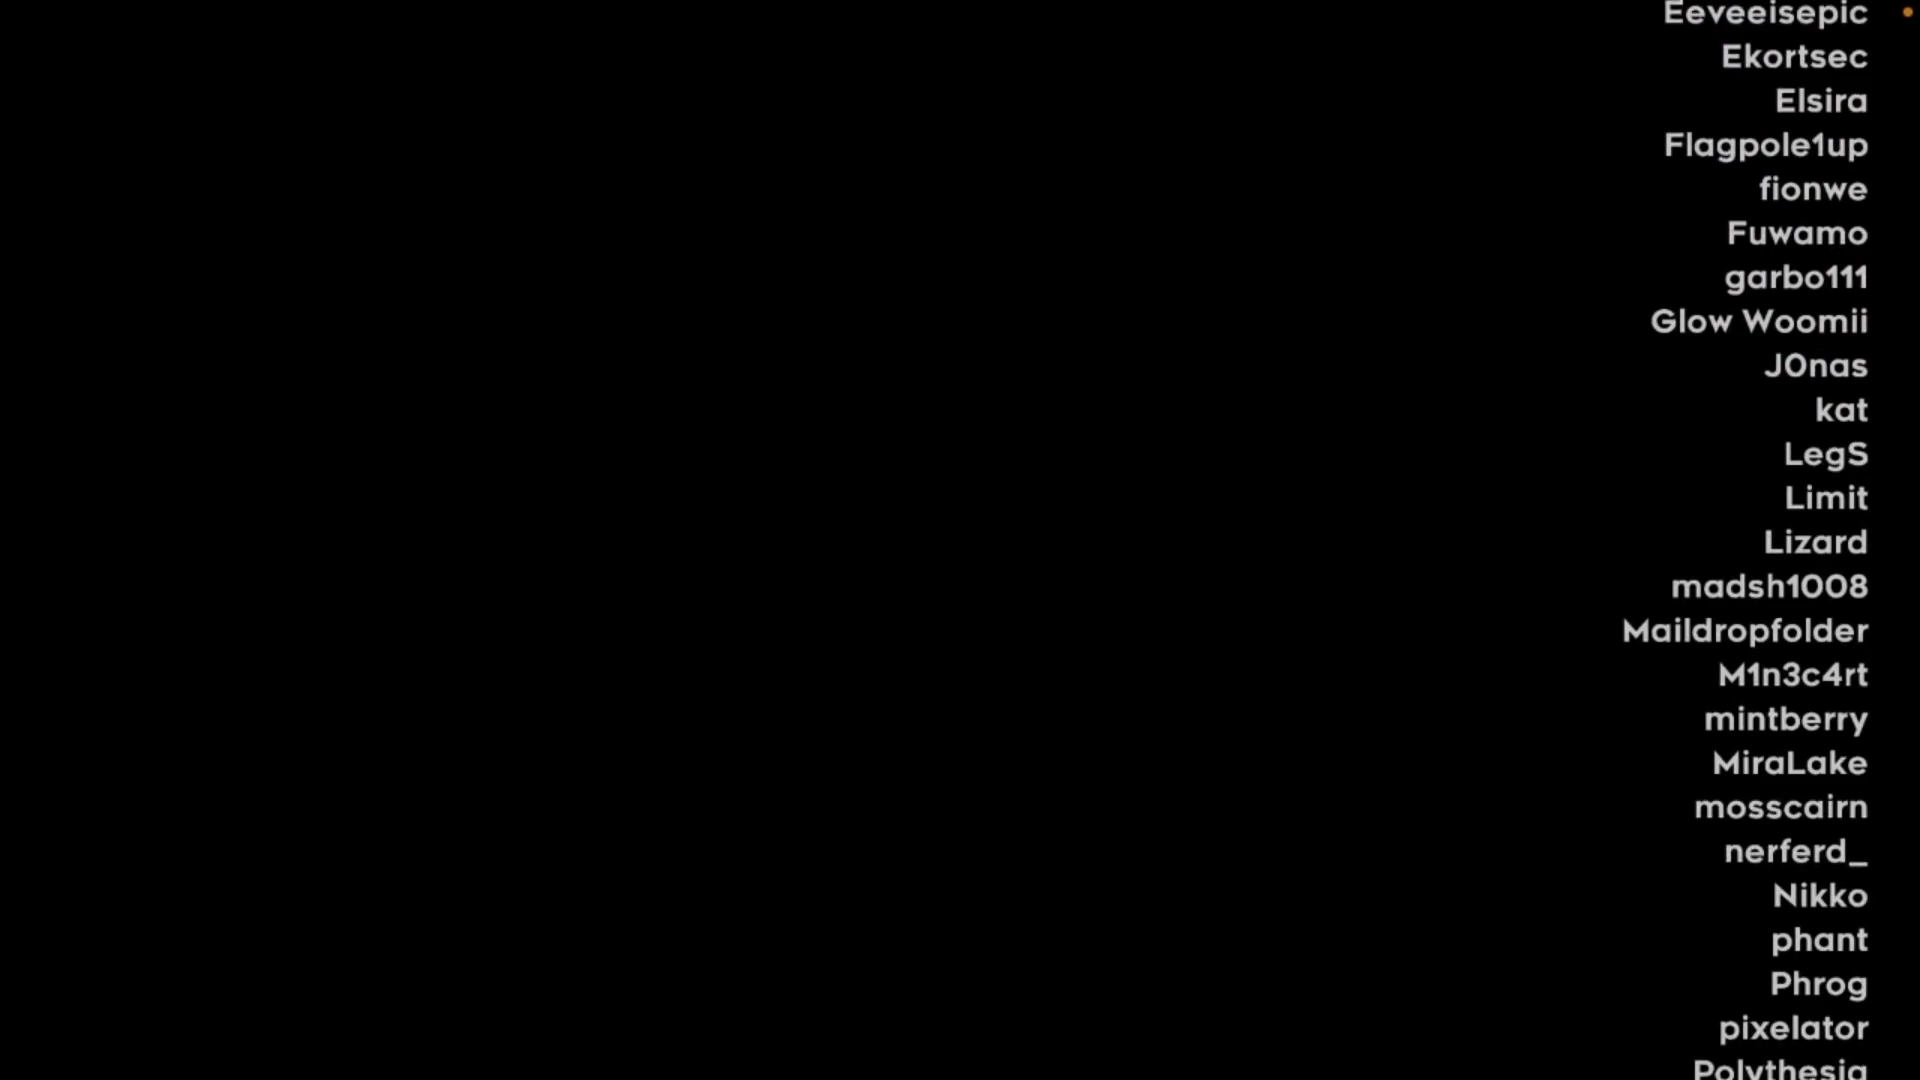 Eeveeisepic
Ekortsec
Elsira
Flagpole1up
fionwe
Fuwamo
garbo111
Glow Woomii
J0nas
kat
LegS
Limit
Lizard
madsh1008
Maildropfolder
M1n3c4rt
mintberry
MiraLake
mosscairn
nerferd_
Nikko
phant
Phrog
pixelator
Polythesia